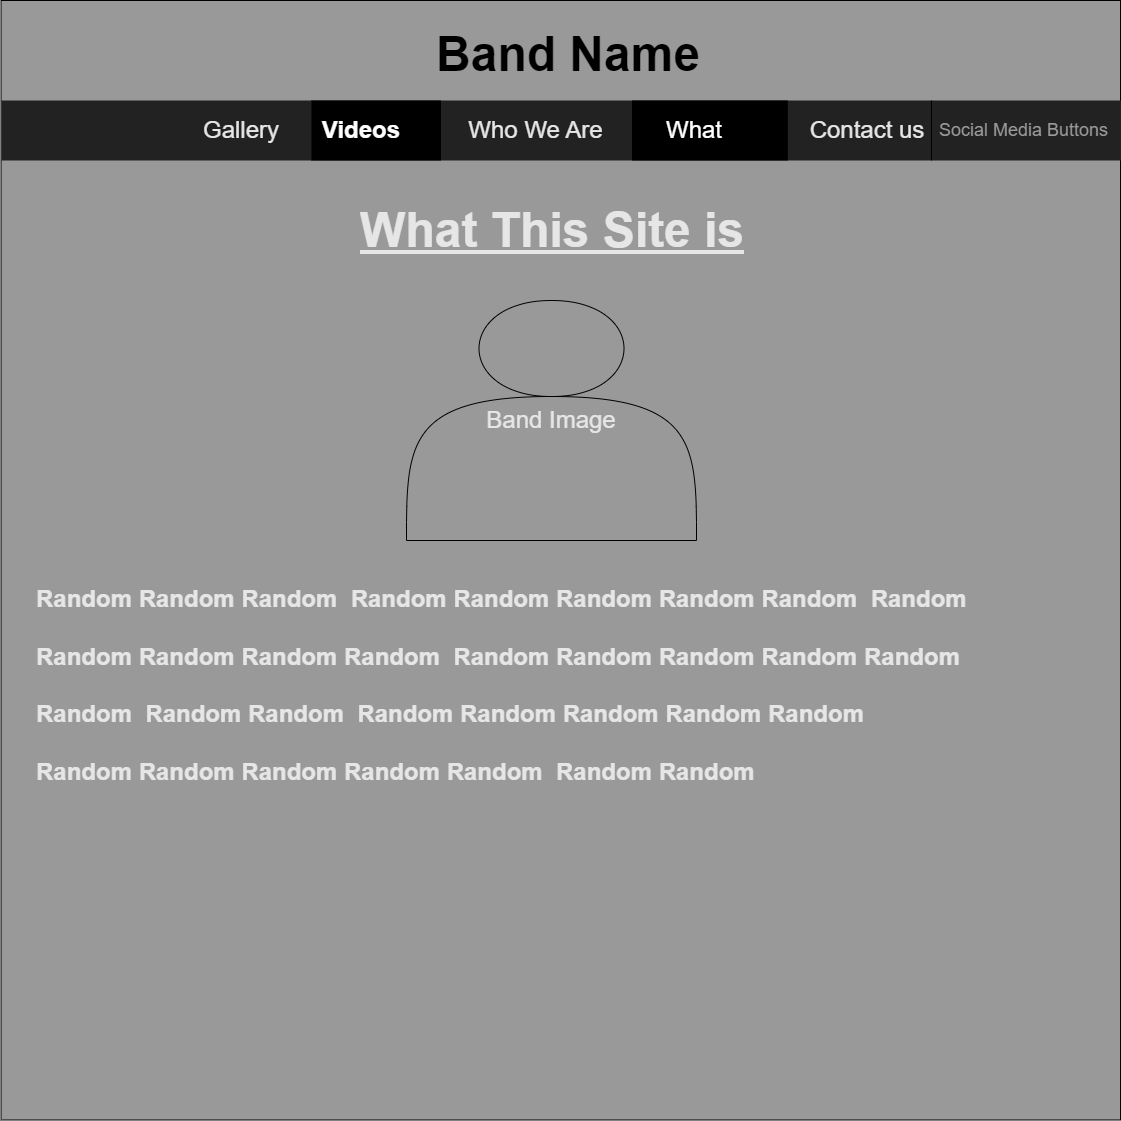 Band Name
Gallery Videos Who We Are What Contact us Social Media Buttons
What This Site is
Band Image
Random Random Random  Random Random Random Random Random  Random
Random Random Random Random  Random Random Random Random Random
Random  Random Random  Random Random Random Random Random
Random Random Random Random Random  Random Random